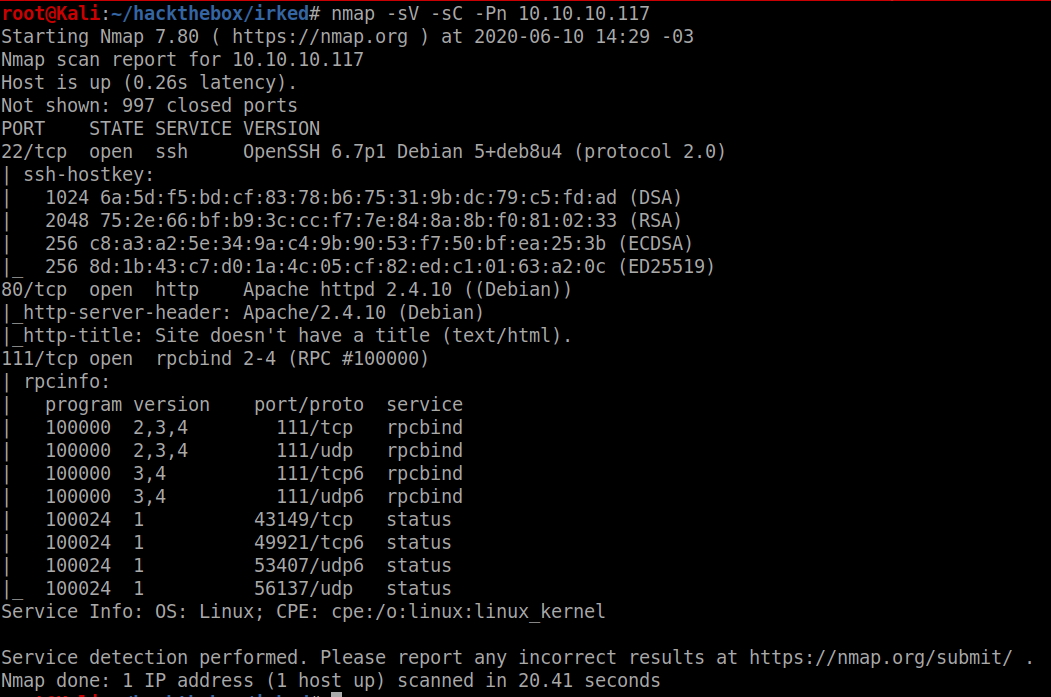 root@Kali:~/hackthebox/irked# nmap -sV -sC -Pn 10.10.10.117
Starting Nmap 7.80 ( https://nmap.org ) at 2020-06-10 14:29 -03
Nmap scan report for 10.10.10.117
Host is up (0.26s latency).
Not shown: 997 closed ports
PORT    STATE SERVICE VERSION
22/tcp  open  ssh     OpenSSH 6.7p1 Debian 5+deb8u4 (protocol 2.0)
| ssh-hostkey:
|   1024 6a:5d:f5:bd:cf:83:78:b6:75:31:9b:dc:79:c5:fd:ad (DSA)
|   2048 75:2e:66:bf:b9:3c:cc:f7:7e:84:8a:8b:f0:81:02:33 (RSA)
|   256 c8:a3:a2:5e:34:9a:c4:9b:90:53:f7:50:bf:ea:25:3b (ECDSA)
|_  256 8d:1b:43:c7:d0:1a:4c:05:cf:82:ed:c1:01:63:a2:0c (ED25519)
80/tcp  open  http    Apache httpd 2.4.10 ((Debian))
|_http-server-header: Apache/2.4.10 (Debian)
|_http-title: Site doesn't have a title (text/html).
111/tcp open  rpcbind 2-4 (RPC #100000)
| rpcinfo:
|   program version    port/proto  service
|   100000  2,3,4        111/tcp   rpcbind
|   100000  2,3,4        111/udp   rpcbind
|   100000  3,4          111/tcp6  rpcbind
|   100000  3,4          111/udp6  rpcbind
|   100024  1          43149/tcp   status
|   100024  1          49921/tcp6  status
|   100024  1          53407/udp6  status
|_  100024  1          56137/udp   status
Service Info: OS: Linux; CPE: cpe:/o:linux:linux_kernel
Service detection performed. Please report any incorrect results at https://nmap.org/submit/ .
Nmap done: 1 IP address (1 host up) scanned in 20.41 seconds